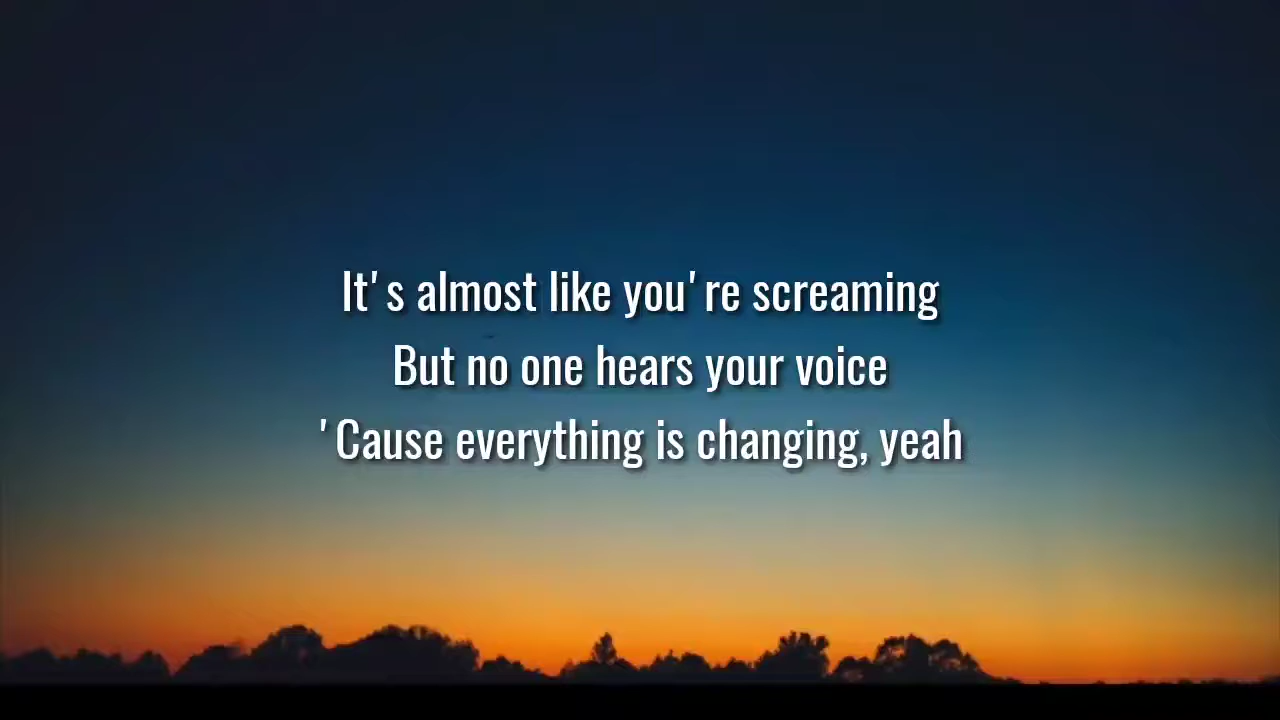 It's almost like you're screaming
But no one hears your voice
'Cause everything is changing, yeah